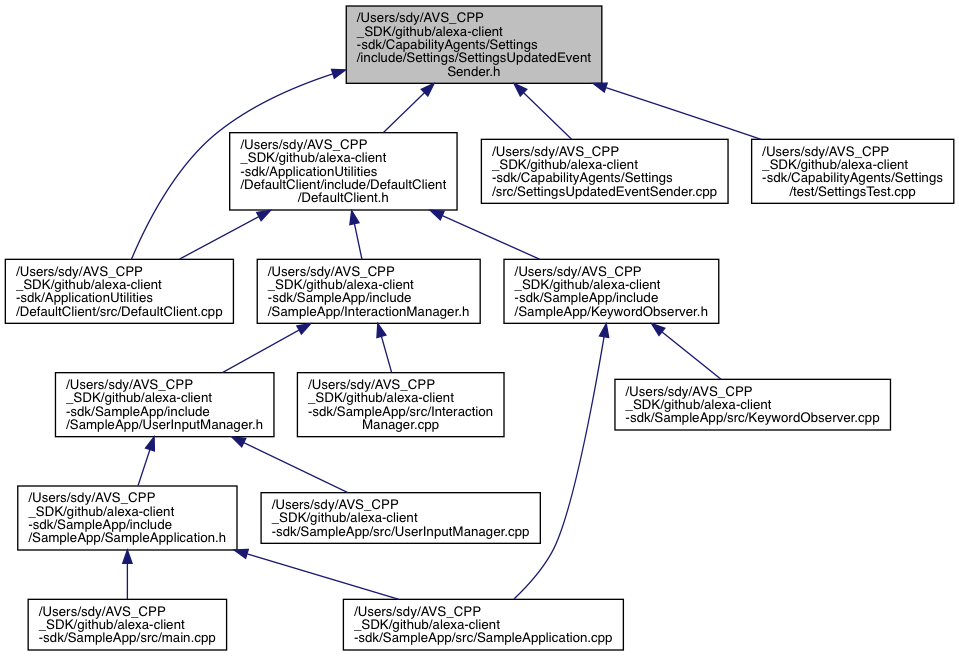 /Users/sdy/AVS_CPP
_SDK/github/alexa-client
-sdk/CapabilityAgents/Settings
/include/Settings/SettingsUpdatedEvent
Sender.h
/Users/sdy/AVS_CPP
_SDK/github/alexa-client
-sdk/ApplicationUtilities
/DefaultClient/include/DefaultClient
/DefaultClient.h
/Users/sdy/AVS_CPP
_SDK/github/alexa-client
-sdk/CapabilityAgents/Settings
/src/SettingsUpdatedEventSender.cpp
/Users/sdy/AVS_CPP
_SDK/github/alexa-client
-sdk/CapabilityAgents/Settings
/test/SettingsTest.cpp
/Users/sdy/AVS_CPP
_SDK/github/alexa-client
-sdk/ApplicationUtilities
/DefaultClient/src/DefaultClient.cpp
/Users/sdy/AVS_CPP
_SDK/github/alexa-client
-sdk/SampleApp/include
/SampleApp/InteractionManager.h
/Users/sdy/AVS_CPP
_SDK/github/alexa-client
-sdk/SampleApp/include
/SampleApp/KeywordObserver.h
/Users/sdy/AVS_CPP
_SDK/github/alexa-client
-sdk/SampleApp/include
/SampleApp/UserInputManager.h
/Users/sdy/AVS_CPP
_SDK/github/alexa-client
-sdk/SampleApp/src/Interaction
Manager.cpp
/Users/sdy/AVS_CPP
_SDK/github/alexa-client
-sdk/SampleApp/src/KeywordObserver.cpp
/Users/sdy/AVS_CPP
_SDK/github/alexa-client
-sdk/SampleApp/include
/SampleApp/SampleApplication.h
/Users/sdy/AVS_CPP
_SDK/github/alexa-client
-sdk/SampleApp/src/UserInputManager.cpp
/Users/sdy/AVS_CPP
_SDK/github/alexa-client
-sdk/SampleApp/src/main.cpp
/Users/sdy/AVS_CPP
_SDK/github/alexa-client
-sdk/SampleApp/src/SampleApplication.cpp